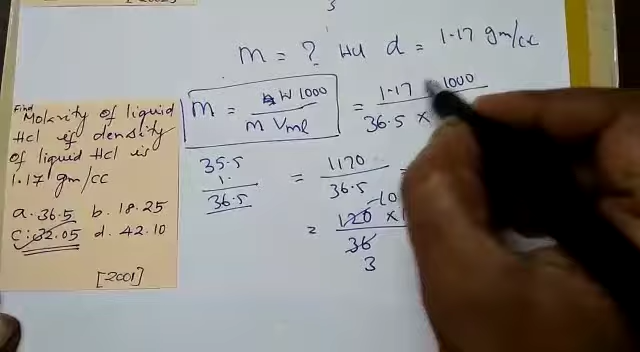 3
m = ? Hcl d = 1.17 gm/cc
Find
Molarity of liquid
Hcl if density
of liquid Hcl is
1.17 gm/cc
a. 36.5 b. 18.25
c. 32.05 d. 42.10
[2001]
M = W 1000
m Vml
= 1.17 1000
36.5 ×
35.5
1.
36.5
= 1170
36.5
=
= 120 ×
36
10
3